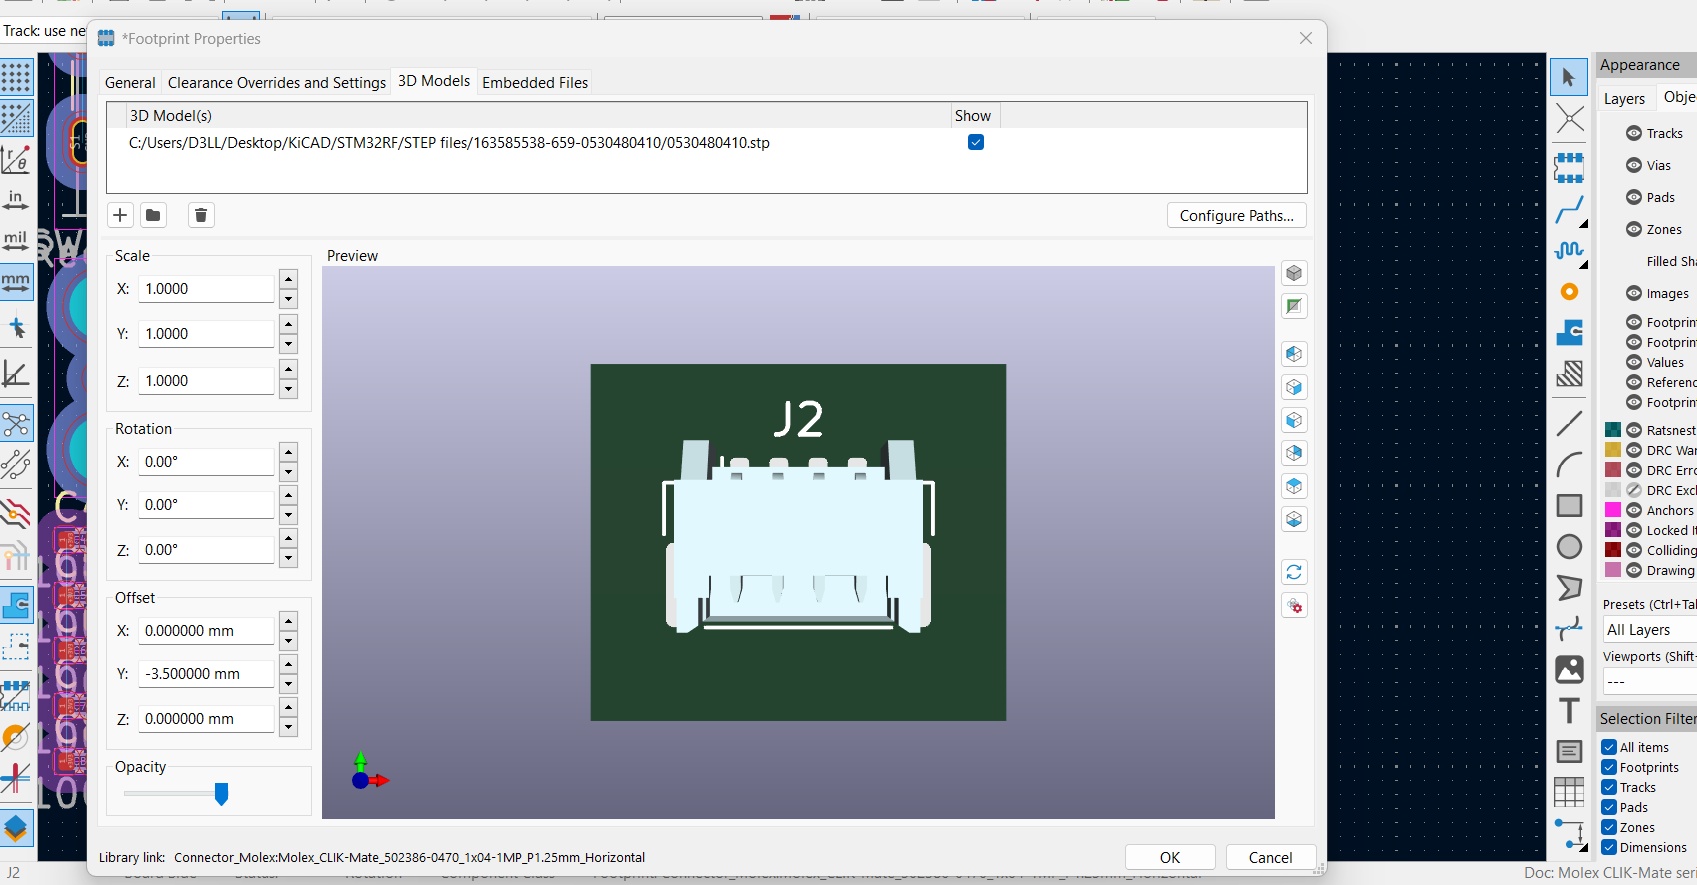 Track: use ne
*Footprint Properties
General
Clearance Overrides and Settings
3D Models
Embedded Files
3D Model(s)
Show
C:/Users/D3LL/Desktop/KiCAD/STM32RF/STEP files/163585538-659-0530480410/0530480410.stp
Configure Paths...
Scale
X: 1.0000
Y: 1.0000
Z: 1.0000
Rotation
X: 0.00°
Y: 0.00°
Z: 0.00°
Offset
X: 0.000000 mm
Y: -3.500000 mm
Z: 0.000000 mm
Opacity
Preview
J2
Library link: Connector_Molex:Molex_CLIK-Mate_502386-0470_1x04-1MP_P1.25mm_Horizontal
OK
Cancel
in
mil
mm
Appearance
Layers
Obje
Tracks
Vias
Pads
Zones
Filled Sha
Images
Footprin
Footprin
Values
Referenc
Footprin
Ratsnest
DRC War
DRC Erro
DRC Excl
Anchors
Locked It
Colliding
Drawing
Presets (Ctrl+Tal
All Layers
Viewports (Shift+
---
Selection Filter
All items
Footprints
Tracks
Pads
Zones
Dimensions
J2
Doc: Molex CLIK-Mate seri